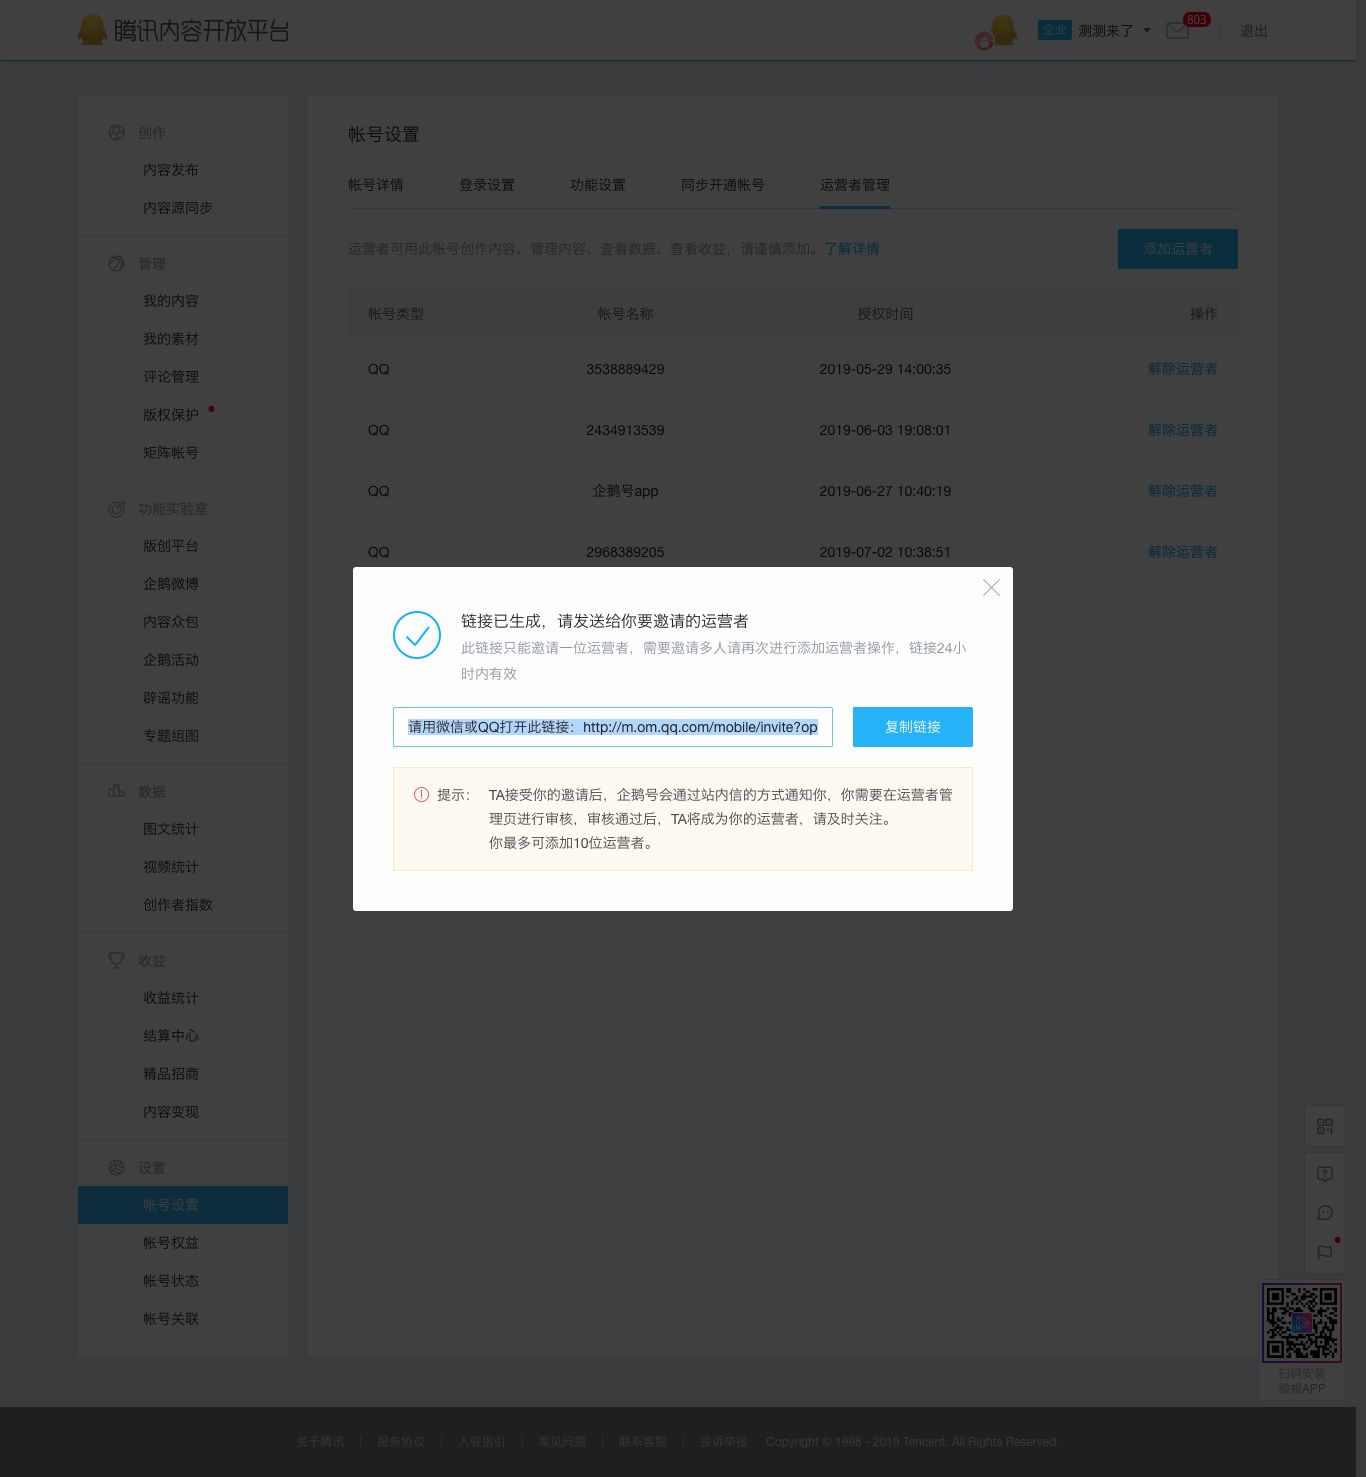 腾讯内容开放平台
企业 测测来了 803 退出
创作
内容发布
内容源同步
管理
我的内容
我的素材
评论管理
版权保护
矩阵帐号
功能实验室
版创平台
企鹅微博
内容众包
企鹅活动
辟谣功能
专题组图
数据
图文统计
视频统计
创作者指数
收益
收益统计
结算中心
精品招商
内容变现
设置
帐号设置
帐号权益
帐号状态
帐号关联
帐号设置
帐号详情 登录设置 功能设置 同步开通帐号 运营者管理
运营者可用此帐号创作内容、管理内容、查看数据、查看收益，请谨慎添加。了解详情 添加运营者
帐号类型 帐号名称 授权时间 操作
QQ 3538889429 2019-05-29 14:00:35 解除运营者
QQ 2434913539 2019-06-03 19:08:01 解除运营者
QQ 企鹅号app 2019-06-27 10:40:19 解除运营者
QQ 2968389205 2019-07-02 10:38:51 解除运营者
链接已生成，请发送给你要邀请的运营者
此链接只能邀请一位运营者，需要邀请多人请再次进行添加运营者操作，链接24小
时内有效
请用微信或QQ打开此链接：http://m.om.qq.com/mobile/invite?op 复制链接
提示： TA接受你的邀请后，企鹅号会通过站内信的方式通知你，你需要在运营者管
理页进行审核，审核通过后，TA将成为你的运营者，请及时关注。
你最多可添加10位运营者。
扫码安装
微视APP
关于腾讯 | 服务协议 | 入驻指引 | 常见问题 | 联系客服 | 投诉举报 Copyright © 1998 - 2019 Tencent. All Rights Reserved.